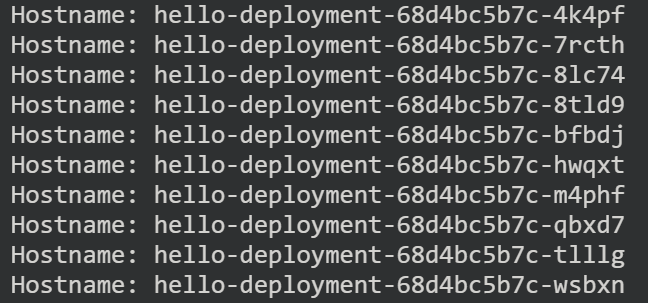 Hostname: hello-deployment-68d4bc5b7c-4k4pf
Hostname: hello-deployment-68d4bc5b7c-7rcth
Hostname: hello-deployment-68d4bc5b7c-8lc74
Hostname: hello-deployment-68d4bc5b7c-8tld9
Hostname: hello-deployment-68d4bc5b7c-bfbdj
Hostname: hello-deployment-68d4bc5b7c-hwqxt
Hostname: hello-deployment-68d4bc5b7c-m4phf
Hostname: hello-deployment-68d4bc5b7c-qbxd7
Hostname: hello-deployment-68d4bc5b7c-tlllg
Hostname: hello-deployment-68d4bc5b7c-wsbxn